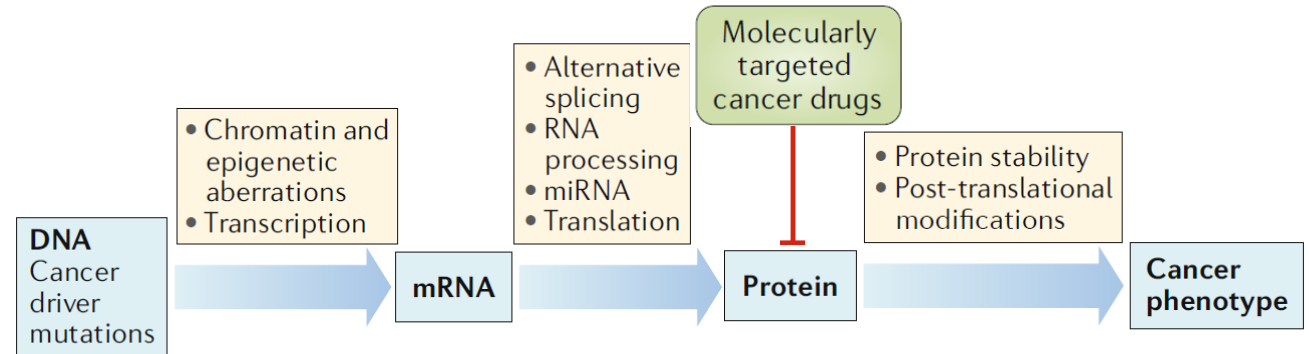 DNA
Cancer
driver
mutations
• Chromatin and
epigenetic
aberrations
• Transcription
mRNA
• Alternative
splicing
• RNA
processing
• miRNA
• Translation
Molecularly
targeted
cancer drugs
Protein
• Protein stability
• Post-translational
modifications
Cancer
phenotype